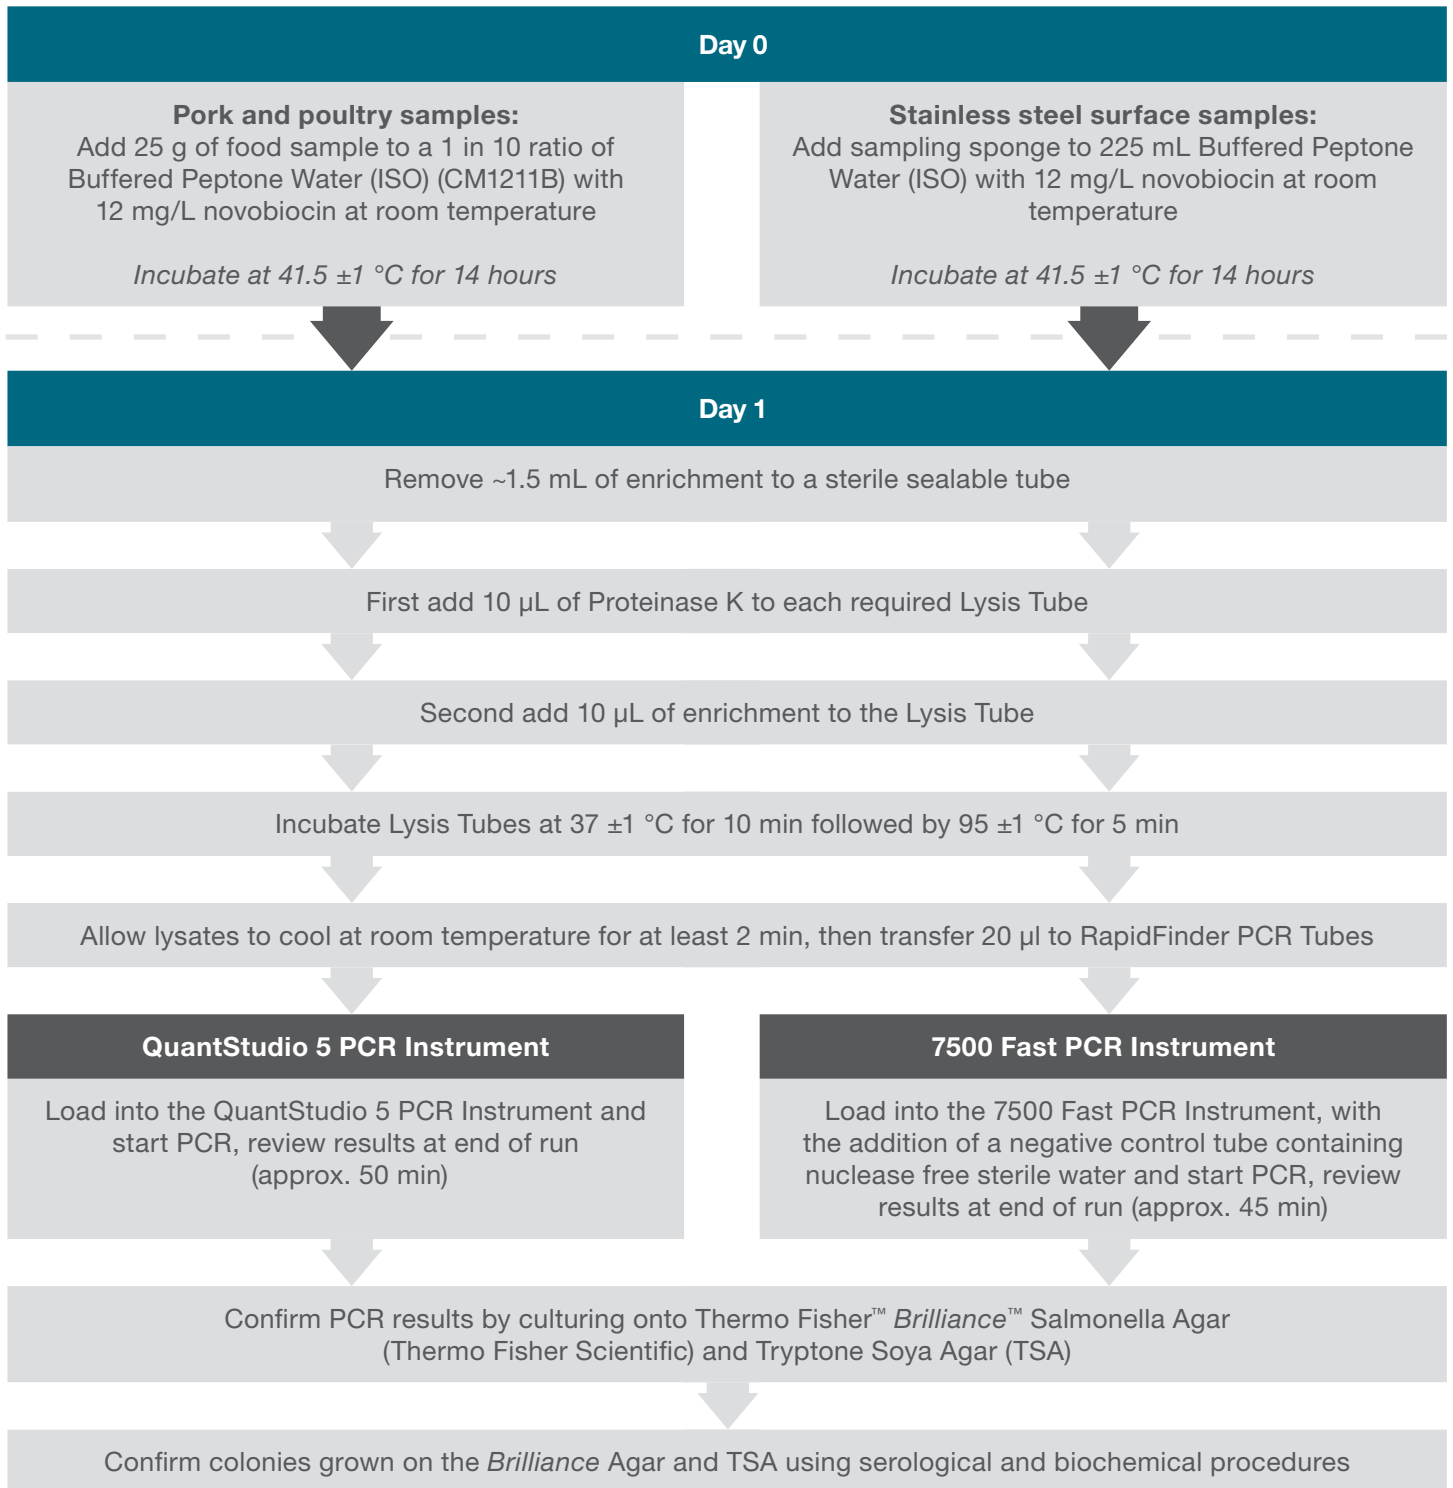 Day 0
Pork and poultry samples:
Add 25 g of food sample to a 1 in 10 ratio of
Buffered Peptone Water (ISO) (CM1211B) with
12 mg/L novobiocin at room temperature
Incubate at 41.5 ±1 °C for 14 hours
Stainless steel surface samples:
Add sampling sponge to 225 mL Buffered Peptone
Water (ISO) with 12 mg/L novobiocin at room
temperature
Incubate at 41.5 ±1 °C for 14 hours
Day 1
Remove ~1.5 mL of enrichment to a sterile sealable tube
First add 10 µL of Proteinase K to each required Lysis Tube
Second add 10 µL of enrichment to the Lysis Tube
Incubate Lysis Tubes at 37 ±1 °C for 10 min followed by 95 ±1 °C for 5 min
Allow lysates to cool at room temperature for at least 2 min, then transfer 20 µl to RapidFinder PCR Tubes
QuantStudio 5 PCR Instrument
Load into the QuantStudio 5 PCR Instrument and
start PCR, review results at end of run
(approx. 50 min)
7500 Fast PCR Instrument
Load into the 7500 Fast PCR Instrument, with
the addition of a negative control tube containing
nuclease free sterile water and start PCR, review
results at end of run (approx. 45 min)
Confirm PCR results by culturing onto Thermo Fisher™ Brilliance™ Salmonella Agar
(Thermo Fisher Scientific) and Tryptone Soya Agar (TSA)
Confirm colonies grown on the Brilliance Agar and TSA using serological and biochemical procedures